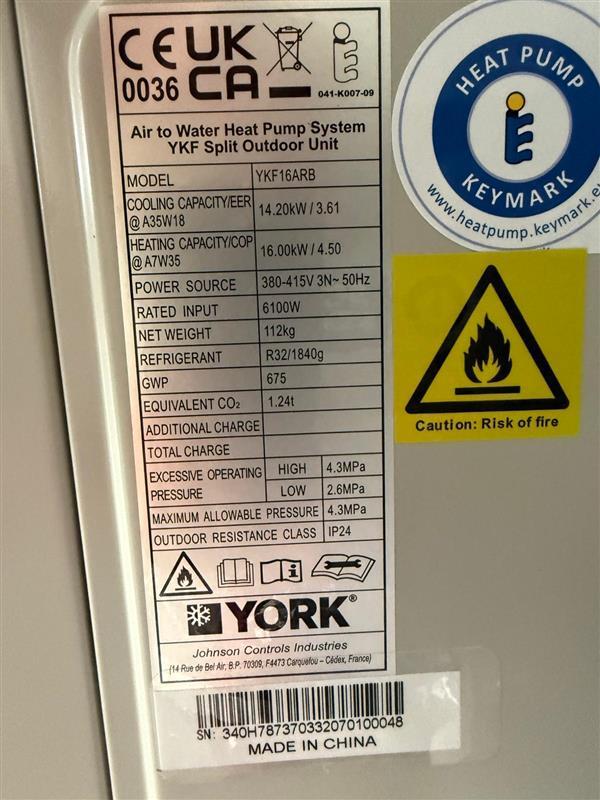 CE UK
0036 CA
041-K007-09
Air to Water Heat Pump System
YKF Split Outdoor Unit
MODEL YKF16ARB
COOLING CAPACITY/EER
@ A35W18 14.20kW / 3.61
HEATING CAPACITY/COP
@ A7W35 16.00kW / 4.50
POWER SOURCE 380-415V 3N~ 50Hz
RATED INPUT 6100W
NET WEIGHT 112kg
REFRIGERANT R32/1840g
GWP 675
EQUIVALENT CO₂ 1.24t
ADDITIONAL CHARGE
TOTAL CHARGE
EXCESSIVE OPERATING
PRESSURE
HIGH 4.3MPa
LOW 2.6MPa
MAXIMUM ALLOWABLE PRESSURE 4.3MPa
OUTDOOR RESISTANCE CLASS IP24
YORK®
Johnson Controls Industries
(14 Rue de Bel Air, B.P. 70309, F4473 Carquefou – Cédex, France)
SN: 340H787370332070100048
MADE IN CHINA
HEAT PUMP
KEYMARK
www.heatpump.keymark.e
Caution: Risk of fire